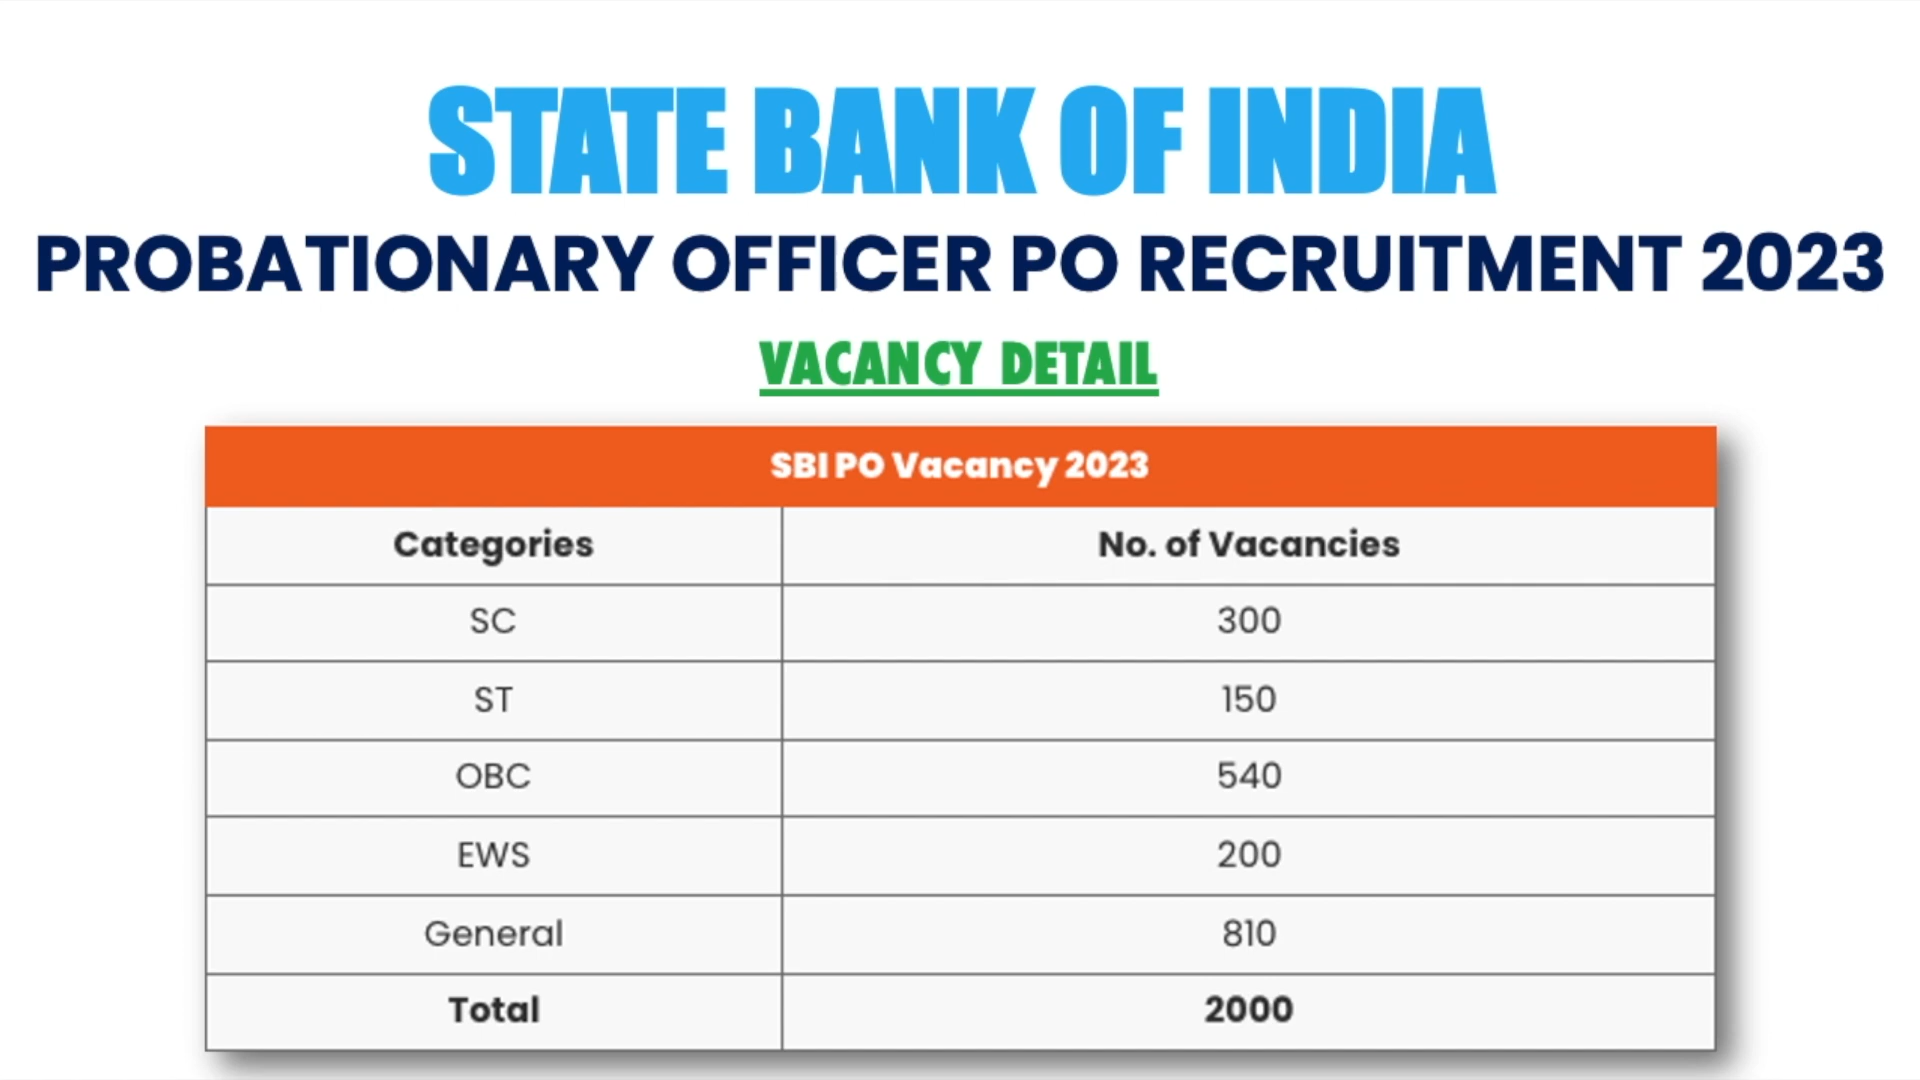 STATE BANK OF INDIA
PROBATIONARY OFFICER PO RECRUITMENT 2023
VACANCY DETAIL
SBI PO Vacancy 2023
Categories No. of Vacancies
SC 300
ST 150
OBC 540
EWS 200
General 810
Total 2000